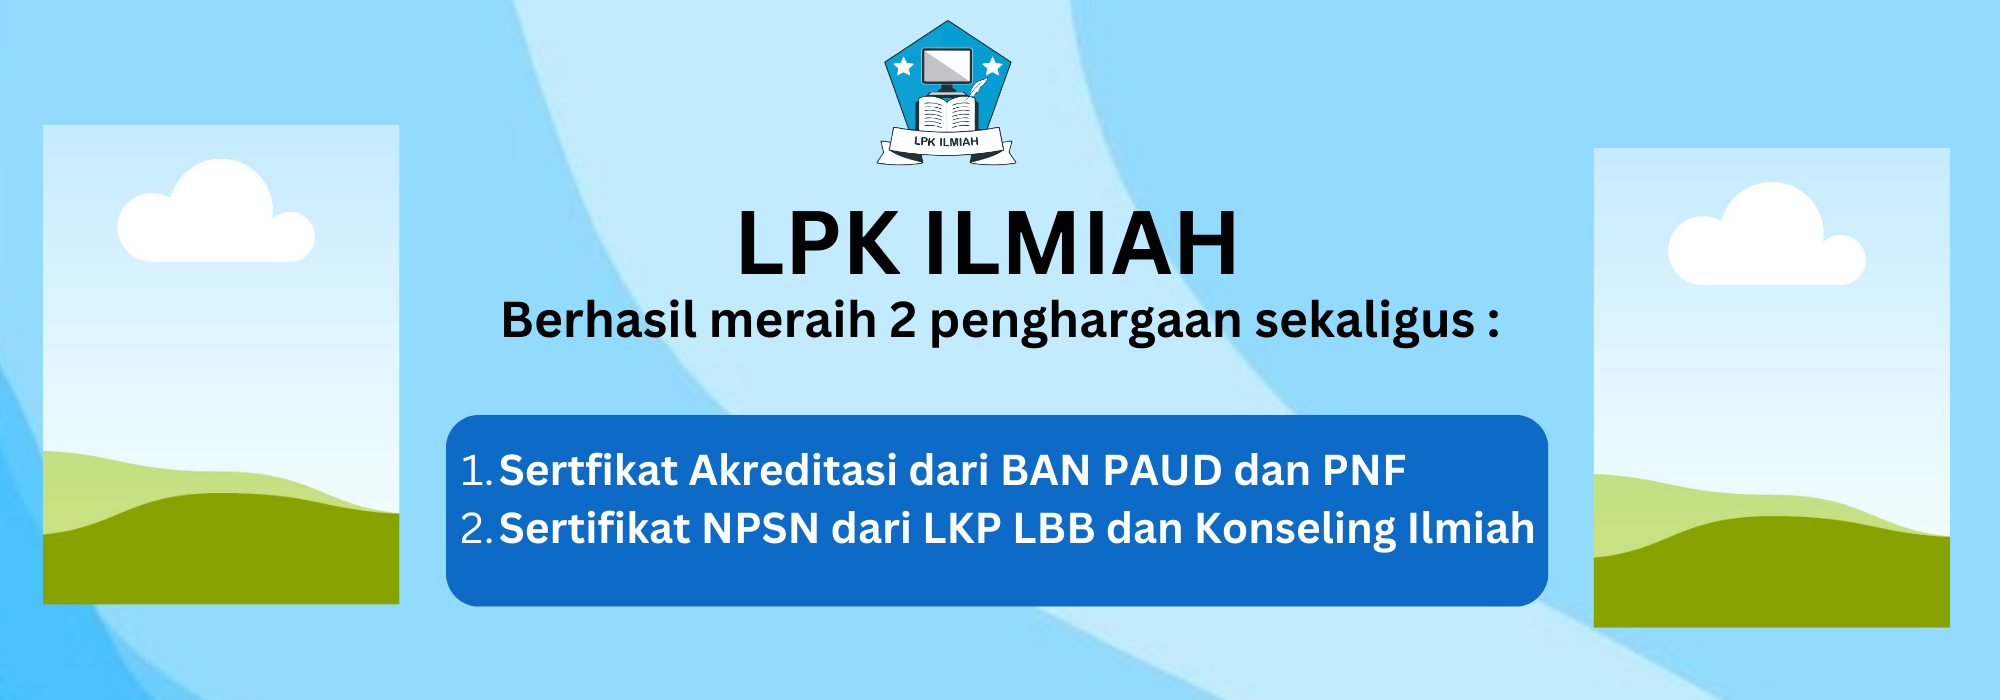 LPK ILMIAH
LPK ILMIAH
Berhasil meraih 2 penghargaan sekaligus :
1. Sertfikat Akreditasi dari BAN PAUD dan PNF
2. Sertifikat NPSN dari LKP LBB dan Konseling Ilmiah